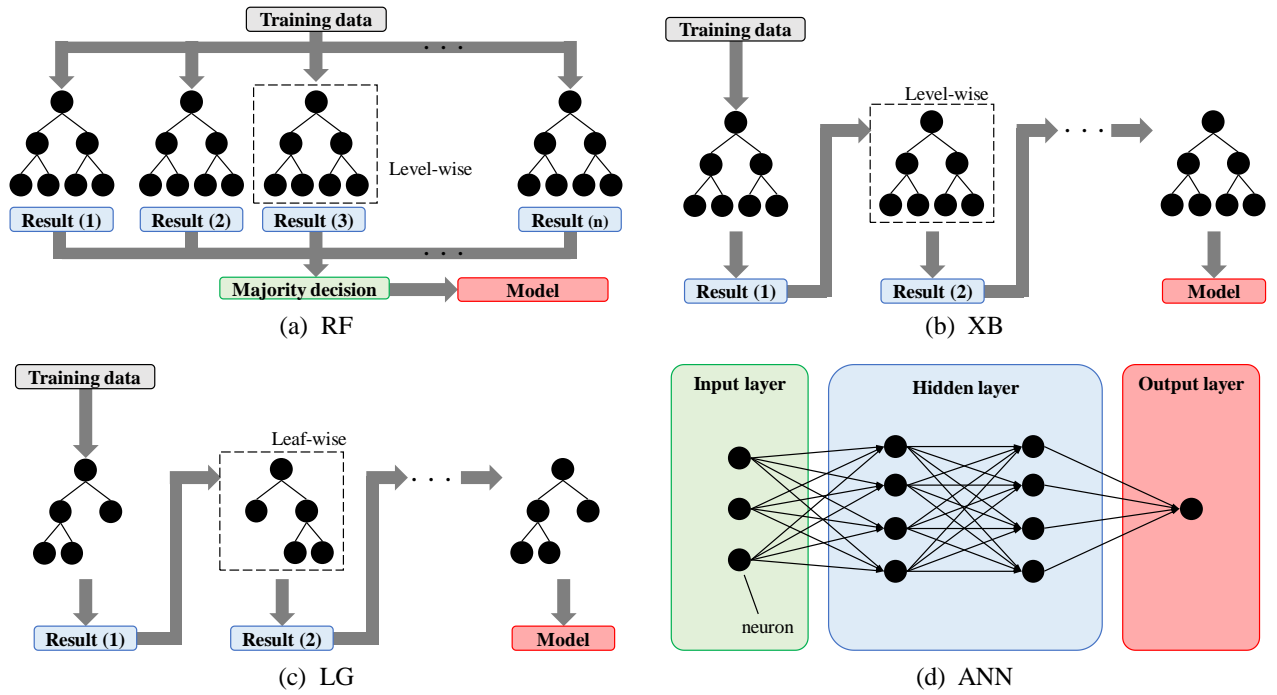 Training data
. . .
Level-wise
Result (1)
Result (2)
Result (3)
Result (n)
. . .
Majority decision
Model
(a) RF
Training data
Level-wise
. . .
Result (1)
Result (2)
Model
(b) XB
Training data
Leaf-wise
. . .
Result (1)
Result (2)
Model
(c) LG
Input layer
Hidden layer
Output layer
neuron
(d) ANN